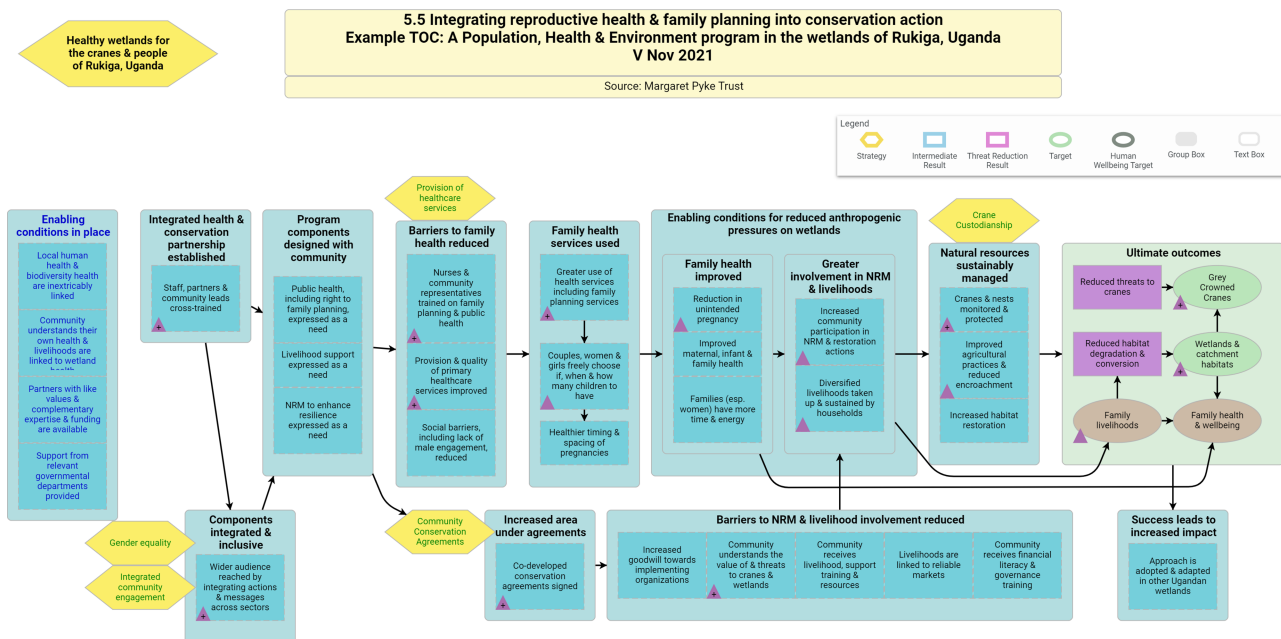 Healthy wetlands for
the cranes & people
of Rukiga, Uganda
5.5 Integrating reproductive health & family planning into conservation action
Example TOC: A Population, Health & Environment program in the wetlands of Rukiga, Uganda
V Nov 2021
Source: Margaret Pyke Trust
Legend
Strategy
Intermediate
Result
Threat Reduction
Result
Target
Human
Wellbeing Target
Group Box
Text Box
Enabling
conditions in place
Local human
health &
biodiversity health
are inextricably
linked
Community
understands their
own health &
livelihoods are
linked to wetland
health
Partners with like
values &
complementary
expertise & funding
are available
Support from
relevant
governmental
departments
provided
Integrated health &
conservation
partnership
established
Staff, partners &
community leads
cross-trained
Gender equality
Integrated
community
engagement
Components
integrated &
inclusive
Wider audience
reached by
integrating actions
& messages
across sectors
Program
components
designed with
community
Public health,
including right to
family planning,
expressed as a
need
Livelihood support
expressed as a
need
NRM to enhance
resilience
expressed as a
need
Provision of
healthcare
services
Barriers to family
health reduced
Nurses &
community
representatives
trained on family
planning & public
health
Provision & quality
of primary
healthcare
services improved
Social barriers,
including lack of
male engagement,
reduced
Family health
services used
Greater use of
health services
including family
planning services
Couples, women &
girls freely choose
if, when & how
many children to
have
Healthier timing &
spacing of
pregnancies
Community
Conservation
Agreements
Increased area
under agreements
Co-developed
conservation
agreements signed
Enabling conditions for reduced anthropogenic
pressures on wetlands
Family health
improved
Reduction in
unintended
pregnancy
Improved
maternal, infant &
family health
Families (esp.
women) have more
time & energy
Greater
involvement in NRM
& livelihoods
Increased
community
participation in
NRM & restoration
actions
Diversified
livelihoods taken
up & sustained by
households
Barriers to NRM & livelihood involvement reduced
Increased
goodwill towards
implementing
organizations
Community
understands the
value of & threats
to cranes &
wetlands
Community
receives
livelihood, support
training &
resources
Livelihoods are
linked to reliable
markets
Community
receives financial
literacy &
governance
training
Crane
Custodianship
Natural resources
sustainably
managed
Cranes & nests
monitored &
protected
Improved
agricultural
practices & reduced
encroachment
Increased habitat
restoration
Ultimate outcomes
Reduced threats to
cranes
Grey
Crowned
Cranes
Reduced habitat
degradation &
conversion
Wetlands &
catchment
habitats
Family
livelihoods
Family health
& wellbeing
Success leads to
increased impact
Approach is
adopted & adapted
in other Ugandan
wetlands